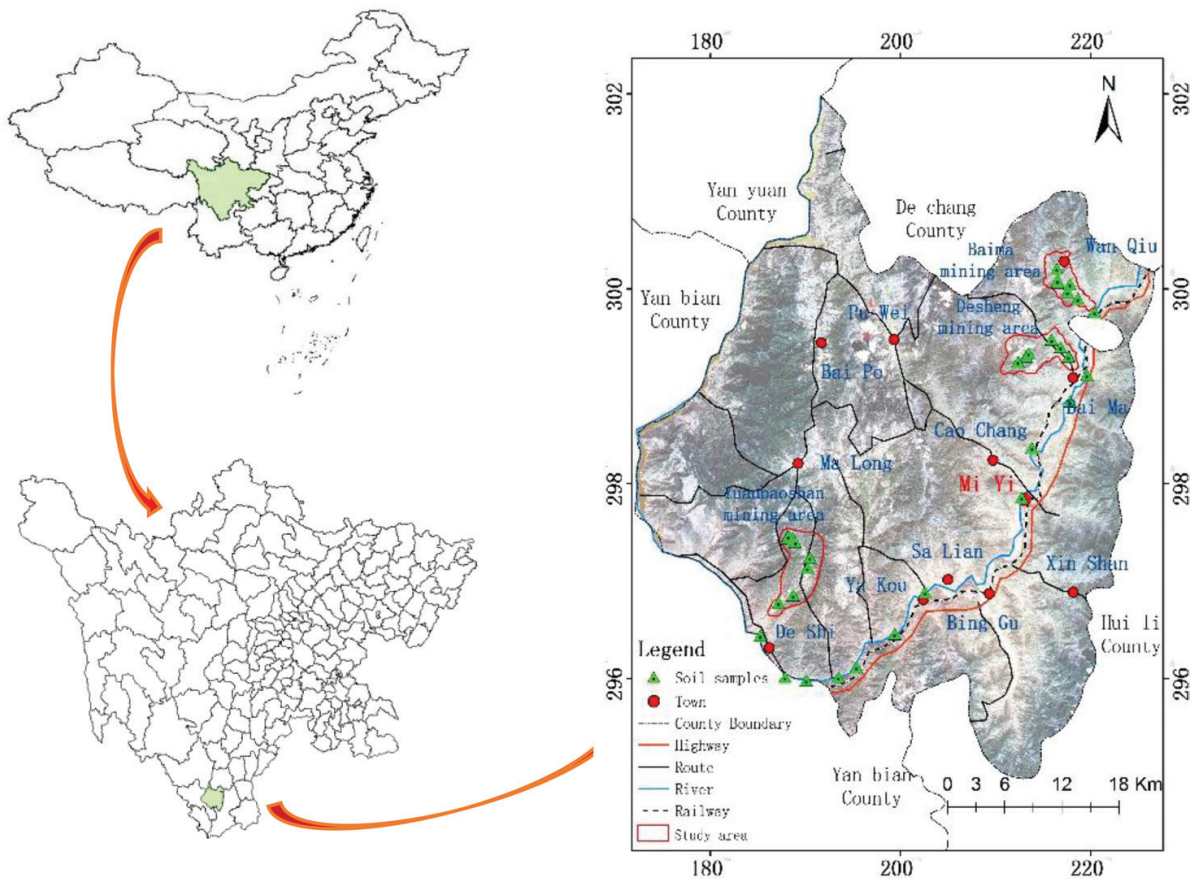 180
200
220
302
302
N
Yan yuan
County
De chang
County
Wan Qiu
Baima
mining area
300
300
Yan bian
County
Desheng
mining area
Pu Wei
Bai Po
Bai Ma
Cao Chang
Ma Long
Mi Yi
298
298
Yuanbaoshan
mining area
Sa Lian
Xin Shan
Ya Kou
De Shi
Bing Gu
Hui li
County
Legend
Soil samples
Town
County Boundary
Highway
Route
River
Railway
Study area
296
296
Yan bian
County
0 3 6 12 18 Km
180
200
220